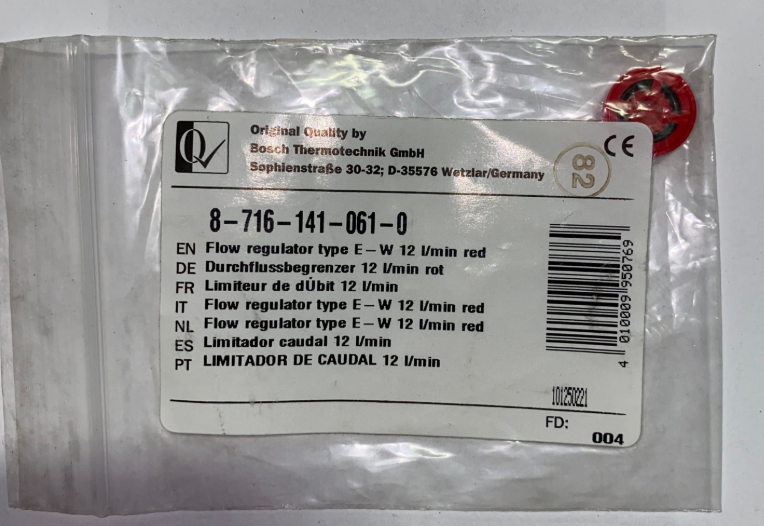 Original Quality by
Bosch Thermotechnik GmbH
Sophienstraße 30-32; D-35576 Wetzlar/Germany
82
CE
8-716-141-061-0
EN Flow regulator type E-W 12 l/min red
DE Durchflussbegrenzer 12 l/min rot
FR Limiteur de dÚbit 12 l/min
IT Flow regulator type E-W 12 l/min red
NL Flow regulator type E-W 12 l/min red
ES Limitador caudal 12 l/min
PT LIMITADOR DE CAUDAL 12 l/min
4 010009 950769
101250221
FD:
004